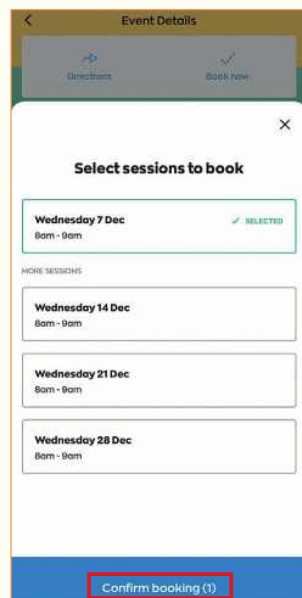 Event Details
Directions
Book now
Select sessions to book
Wednesday 7 Dec
SELECTED
8am - 9am
MORE SESSIONS
Wednesday 14 Dec
8am - 9am
Wednesday 21 Dec
8am - 9am
Wednesday 28 Dec
8am - 9am
Confirm booking (1)